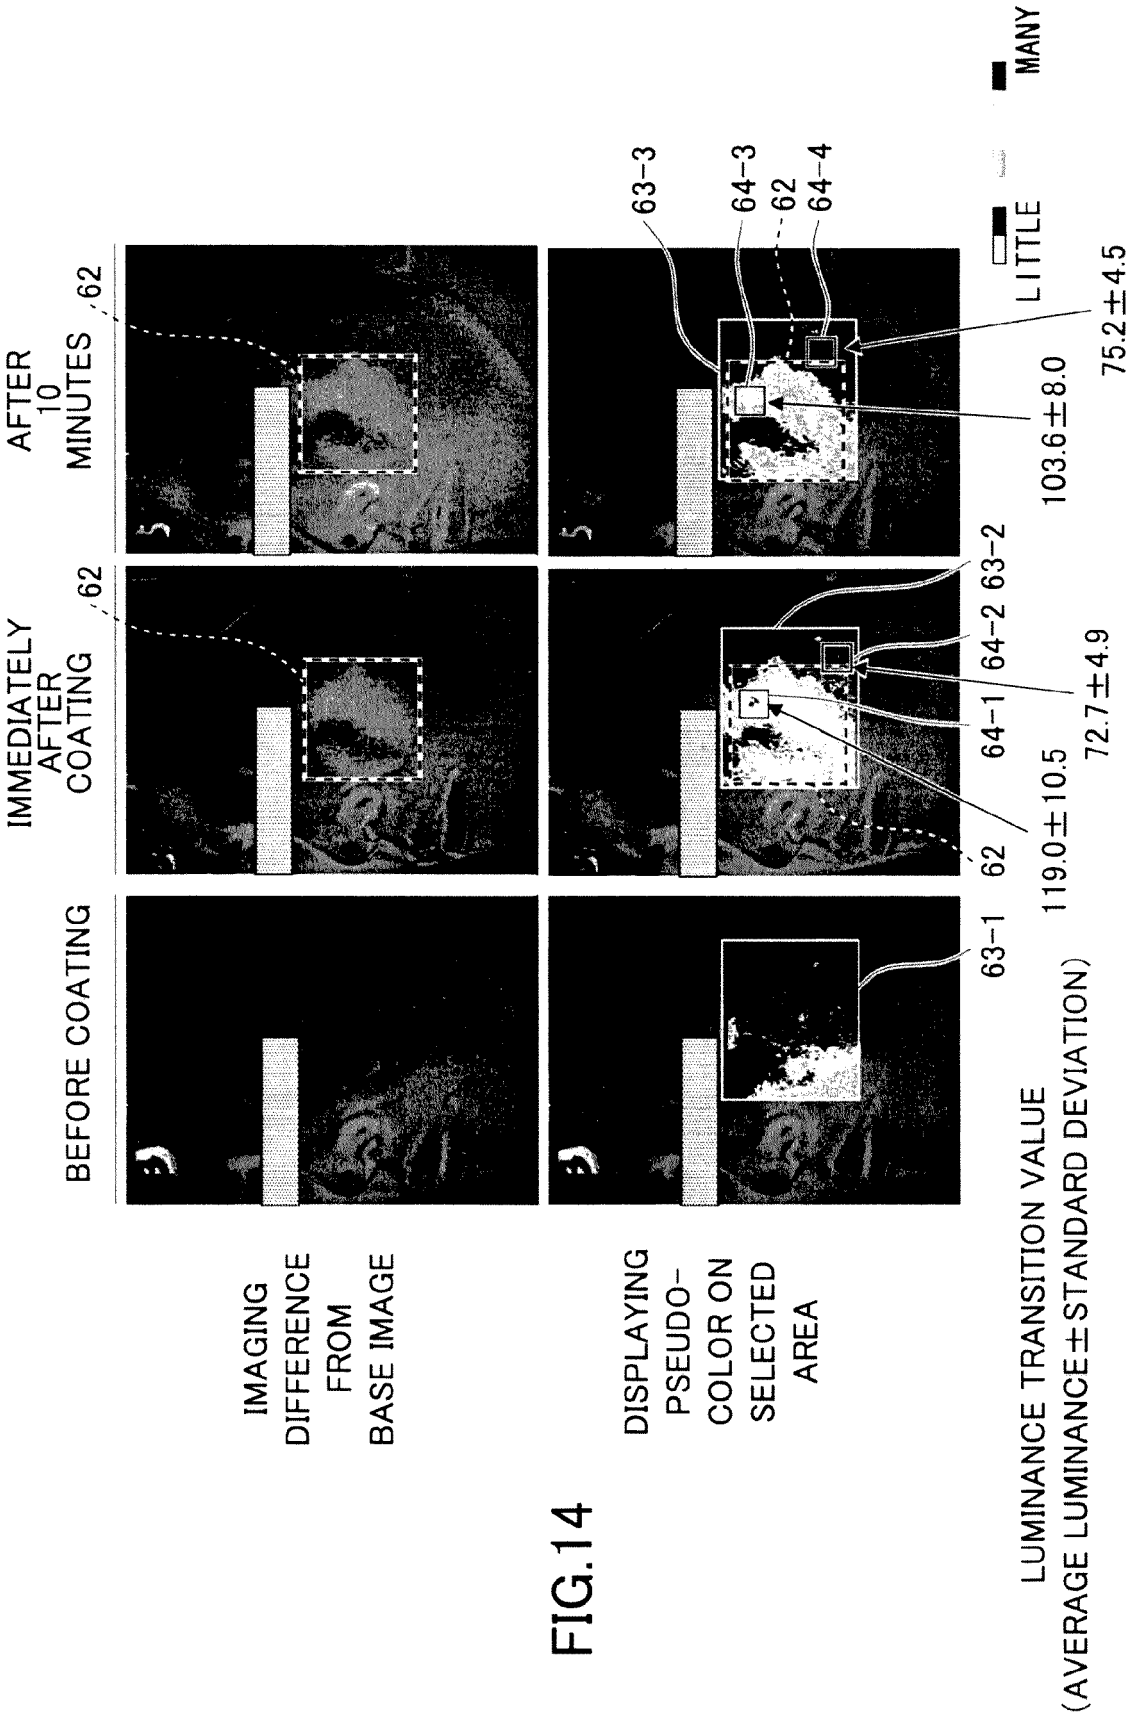 FIG.14
BEFORE COATING
IMMEDIATELY
AFTER
COATING
AFTER
10
MINUTES
62
62
IMAGING
DIFFERENCE
FROM
BASE IMAGE
5
DISPLAYING
PSEUDO-
COLOR ON
SELECTED
AREA
5
63-3
64-3
62
64-4
63-1
62
64-1
64-2
63-2
LITTLE
MANY
LUMINANCE TRANSITION VALUE
(AVERAGE LUMINANCE±STANDARD DEVIATION)
119.0±10.5
72.7±4.9
103.6±8.0
75.2±4.5